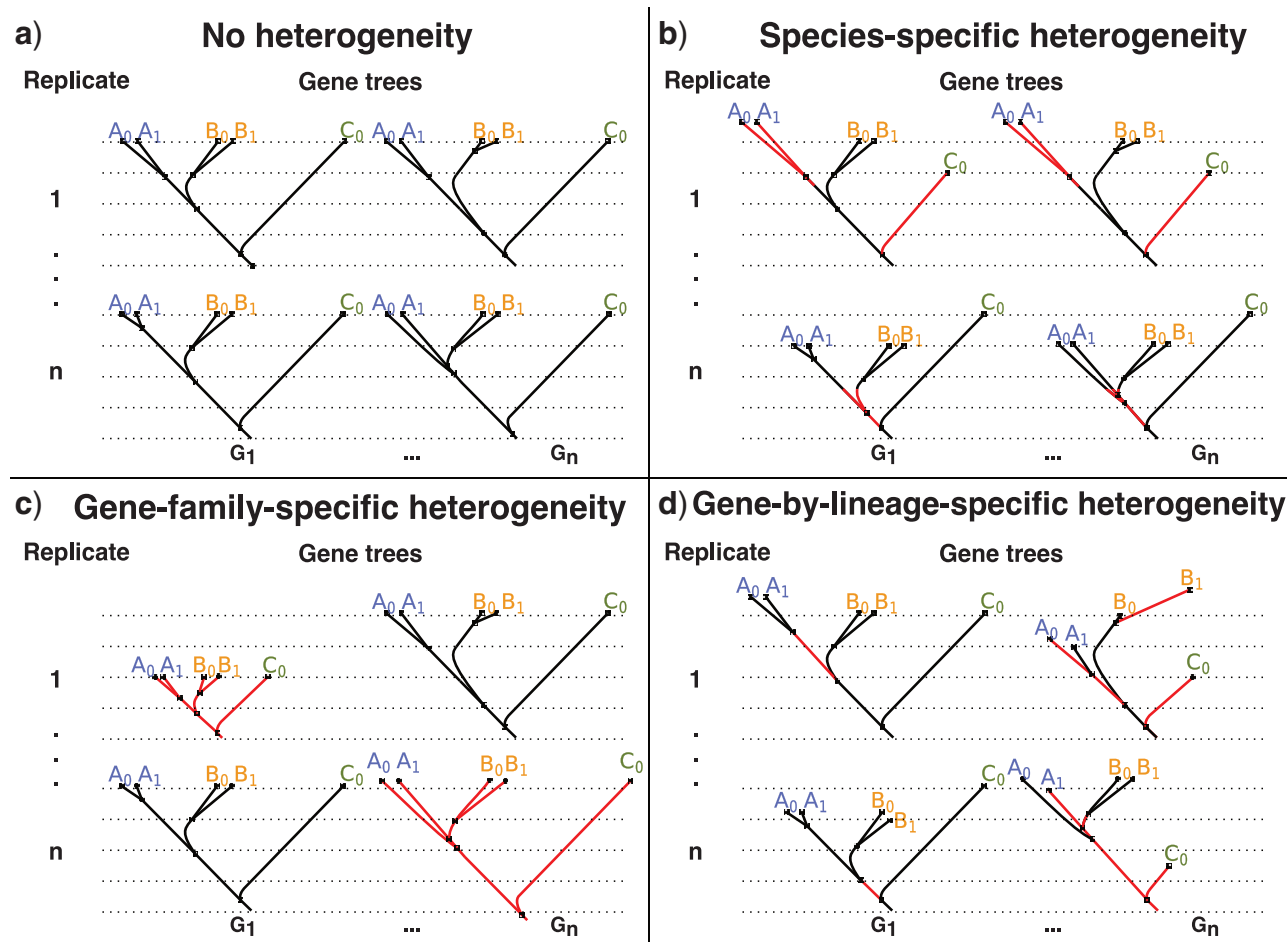 a) No heterogeneity
Replicate Gene trees
A0 A1 B0 B1 C0 A0 A1 B0 B1 C0
1
A0 A1 B0 B1 C0 A0 A1 B0 B1 C0
n
G1 ... Gn
b) Species-specific heterogeneity
Replicate Gene trees
A0 A1 B0 B1 C0 A0 A1 B0 B1 C0
1
A0 A1 B0 B1 C0 A0 A1 B0 B1 C0
n
G1 ... Gn
c) Gene-family-specific heterogeneity
Replicate Gene trees
A0 A1 B0 B1 C0 A0 A1 B0 B1 C0
1
A0 A1 B0 B1 C0 A0 A1 B0 B1 C0
n
G1 ... Gn
d) Gene-by-lineage-specific heterogeneity
Replicate Gene trees
A0 A1 B0 B1 C0 A0 A1 B0 B1 C0
1
A0 A1 B0 B1 C0 A0 A1 B0 B1 C0
n
G1 ... Gn